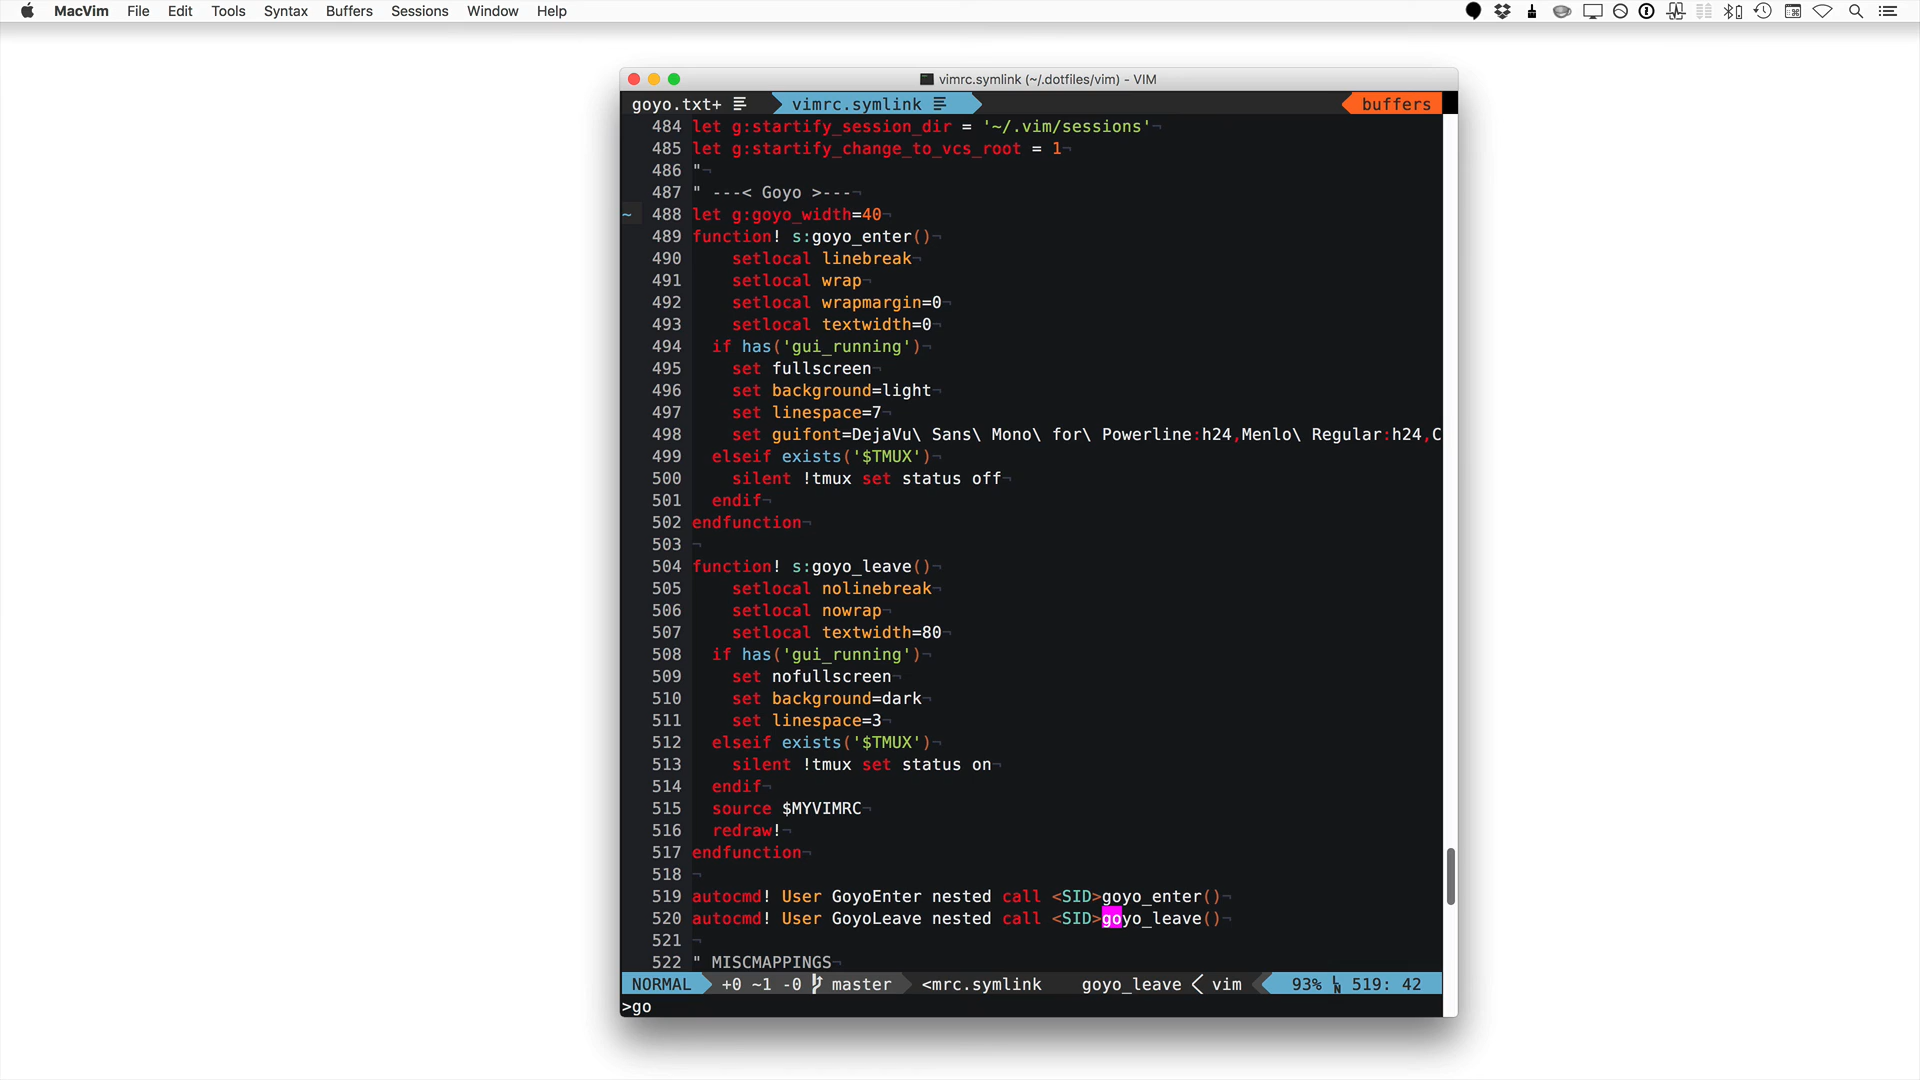 MacVim File Edit Tools Syntax Buffers Sessions Window Help
vimrc.symlink (~/.dotfiles/vim) - VIM
goyo.txt+ vimrc.symlink buffers
484 let g:startify_session_dir = '~/.vim/sessions'¬
485 let g:startify_change_to_vcs_root = 1¬
486 "¬
487 " ---< Goyo >---¬
~ 488 let g:goyo_width=40¬
489 function! s:goyo_enter()¬
490 setlocal linebreak¬
491 setlocal wrap¬
492 setlocal wrapmargin=0¬
493 setlocal textwidth=0¬
494 if has('gui_running')¬
495 set fullscreen¬
496 set background=light¬
497 set linespace=7¬
498 set guifont=DejaVu\ Sans\ Mono\ for\ Powerline:h24,Menlo\ Regular:h24,C
499 elseif exists('$TMUX')¬
500 silent !tmux set status off¬
501 endif¬
502 endfunction¬
503 ¬
504 function! s:goyo_leave()¬
505 setlocal nolinebreak¬
506 setlocal nowrap¬
507 setlocal textwidth=80¬
508 if has('gui_running')¬
509 set nofullscreen¬
510 set background=dark¬
511 set linespace=3¬
512 elseif exists('$TMUX')¬
513 silent !tmux set status on¬
514 endif¬
515 source $MYVIMRC¬
516 redraw!¬
517 endfunction¬
518 ¬
519 autocmd! User GoyoEnter nested call <SID>goyo_enter()¬
520 autocmd! User GoyoLeave nested call <SID>goyo_leave()¬
521 ¬
522 " MISCMAPPINGS¬
NORMAL +0 ~1 -0 master <mrc.symlink goyo_leave < vim 93% 519: 42
>go